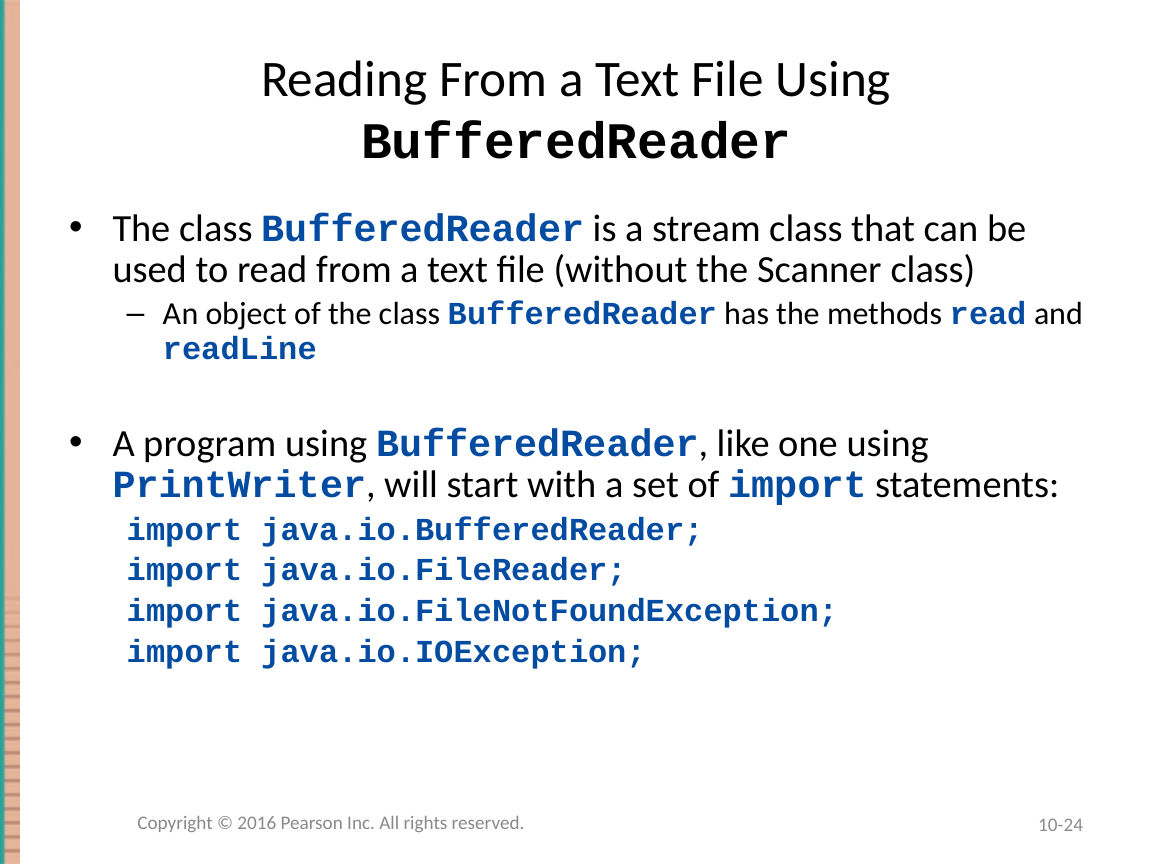 Reading From a Text File Using
BufferedReader
• The class BufferedReader is a stream class that can be
used to read from a text file (without the Scanner class)
– An object of the class BufferedReader has the methods read and
readLine
• A program using BufferedReader, like one using
PrintWriter, will start with a set of import statements:
import java.io.BufferedReader;
import java.io.FileReader;
import java.io.FileNotFoundException;
import java.io.IOException;
Copyright © 2016 Pearson Inc. All rights reserved.
10-24